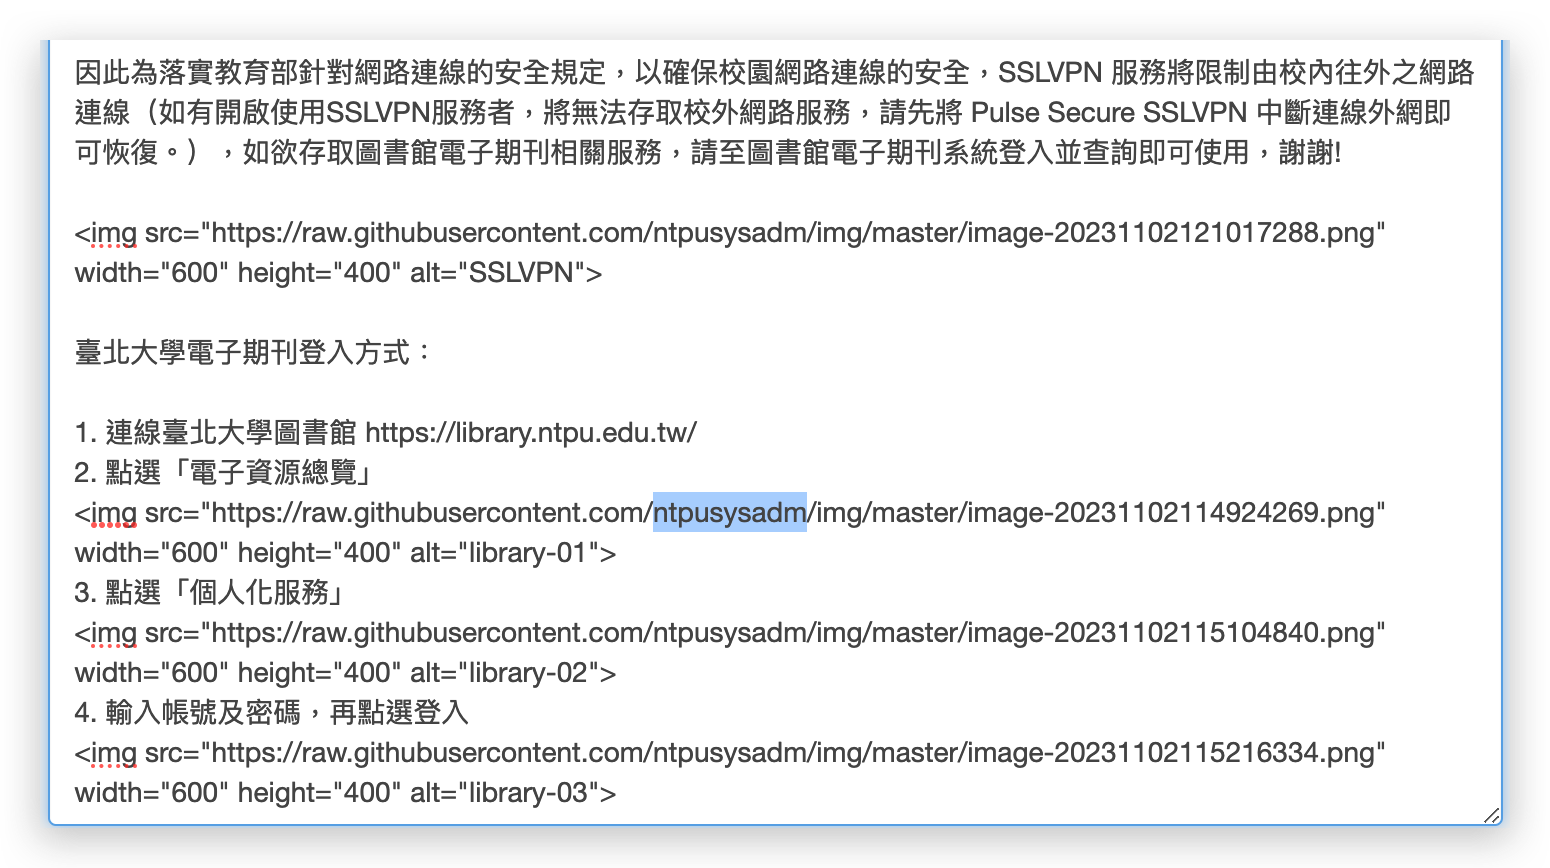 因此為落實教育部針對網路連線的安全規定，以確保校園網路連線的安全，SSLVPN 服務將限制由校內往外之網路
連線（如有開啟使用SSLVPN服務者，將無法存取校外網路服務，請先將 Pulse Secure SSLVPN 中斷連線外網即
可恢復。），如欲存取圖書館電子期刊相關服務，請至圖書館電子期刊系統登入並查詢即可使用，謝謝!
<img src="https://raw.githubusercontent.com/ntpusysadm/img/master/image-20231102121017288.png"
width="600" height="400" alt="SSLVPN">
臺北大學電子期刊登入方式：
1. 連線臺北大學圖書館 https://library.ntpu.edu.tw/
2. 點選「電子資源總覽」
<img src="https://raw.githubusercontent.com/ntpusysadm/img/master/image-20231102114924269.png"
width="600" height="400" alt="library-01">
3. 點選「個人化服務」
<img src="https://raw.githubusercontent.com/ntpusysadm/img/master/image-20231102115104840.png"
width="600" height="400" alt="library-02">
4. 輸入帳號及密碼，再點選登入
<img src="https://raw.githubusercontent.com/ntpusysadm/img/master/image-20231102115216334.png"
width="600" height="400" alt="library-03">